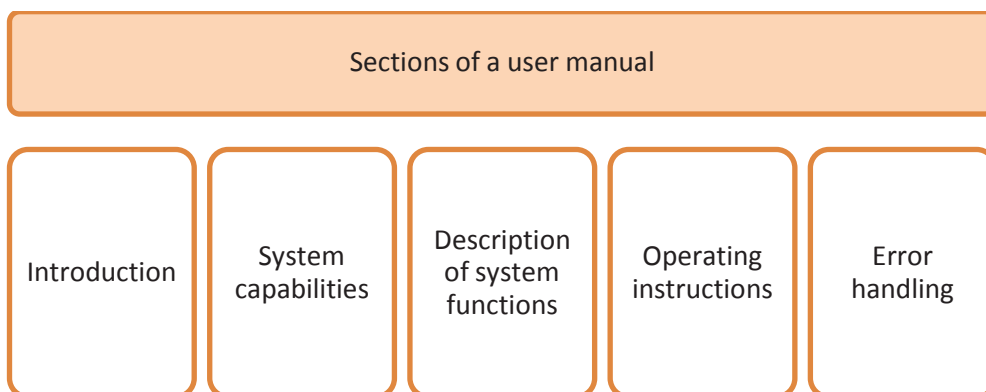 Sections of a user manual
Introduction
System
capabilities
Description
of system
functions
Operating
instructions
Error
handling